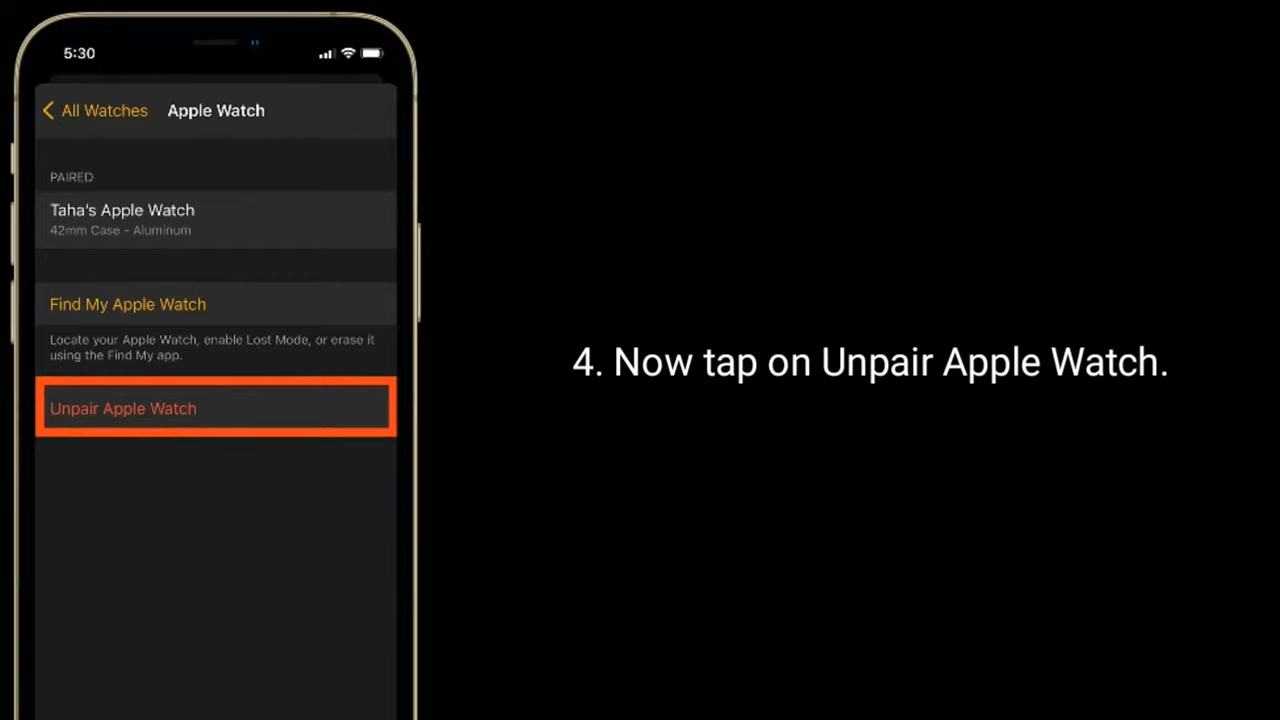 5:30
All Watches Apple Watch
PAIRED
Taha's Apple Watch
42mm Case - Aluminum
Find My Apple Watch
Locate your Apple Watch, enable Lost Mode, or erase it
using the Find My app.
Unpair Apple Watch
4. Now tap on Unpair Apple Watch.